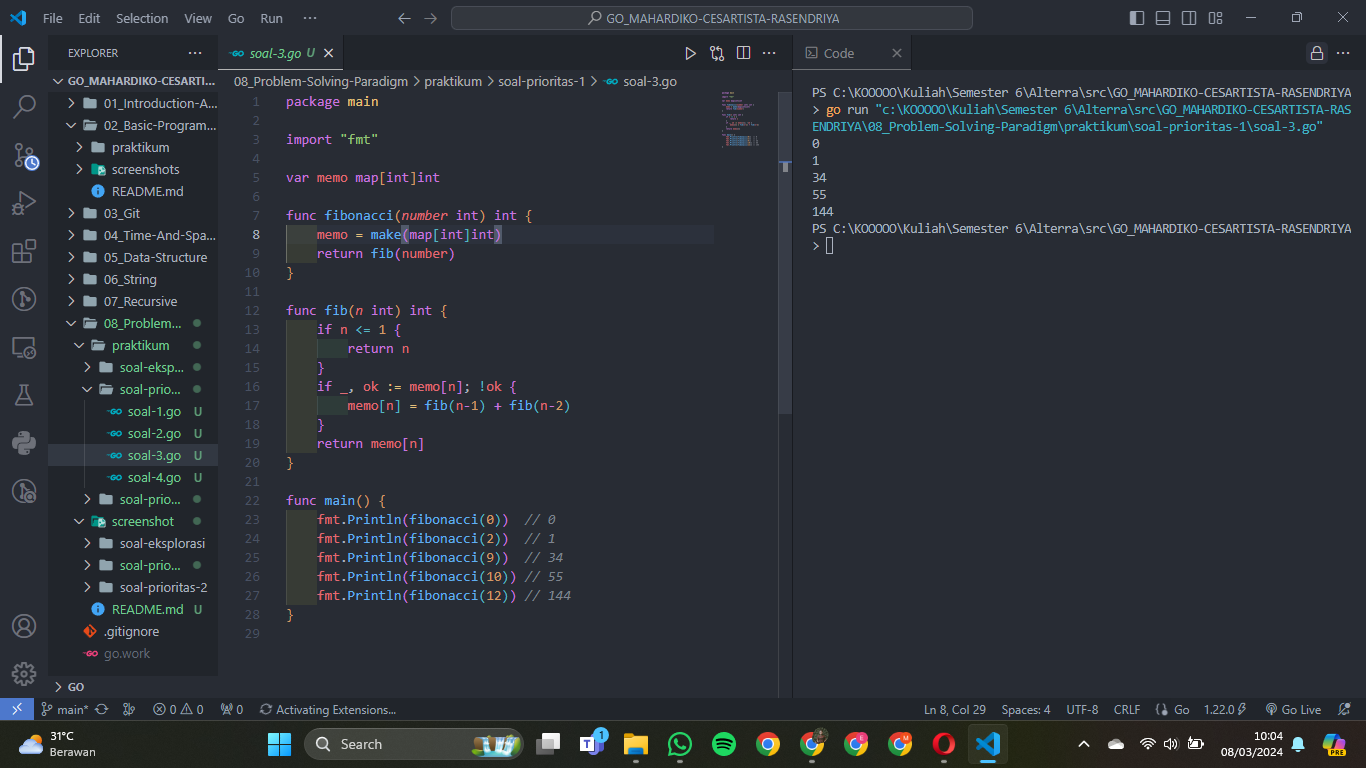 File Edit Selection View Go Run ···
GO_MAHARDIKO-CESARTISTA-RASENDRIYA
EXPLORER ···
GO_MAHARDIKO-CESARTI...
01_Introduction-A...
02_Basic-Program...
praktikum
screenshots
README.md
03_Git
04_Time-And-Spa...
05_Data-Structure
06_String
07_Recursive
08_Problem...
praktikum
soal-eksp...
soal-prio...
GO soal-1.go U
GO soal-2.go U
GO soal-3.go U
GO soal-4.go U
soal-prio...
screenshot
soal-eksplorasi
soal-prio...
soal-prioritas-2
README.md U
.gitignore
GO go.work
GO
GO soal-3.go U
08_Problem-Solving-Paradigm > praktikum > soal-prioritas-1 > GO soal-3.go
1 package main
2
3 import "fmt"
4
5 var memo map[int]int
6
7 func fibonacci(number int) int {
8 memo = make(map[int]int)
9 return fib(number)
10 }
11
12 func fib(n int) int {
13 if n <= 1 {
14 return n
15 }
16 if _, ok := memo[n]; !ok {
17 memo[n] = fib(n-1) + fib(n-2)
18 }
19 return memo[n]
20 }
21
22 func main() {
23 fmt.Println(fibonacci(0)) // 0
24 fmt.Println(fibonacci(2)) // 1
25 fmt.Println(fibonacci(9)) // 34
26 fmt.Println(fibonacci(10)) // 55
27 fmt.Println(fibonacci(12)) // 144
28 }
29
Code
PS C:\KOOOOO\Kuliah\Semester 6\Alterra\src\GO_MAHARDIKO-CESARTISTA-RASENDRIYA
> go run "c:\KOOOOO\Kuliah\Semester 6\Alterra\src\GO_MAHARDIKO-CESARTISTA-RAS
ENDRIYA\08_Problem-Solving-Paradigm\praktikum\soal-prioritas-1\soal-3.go"
0
1
34
55
144
PS C:\KOOOOO\Kuliah\Semester 6\Alterra\src\GO_MAHARDIKO-CESARTISTA-RASENDRIYA
>
main* 0 0 0 Activating Extensions... Ln 8, Col 29 Spaces: 4 UTF-8 CRLF Go 1.22.0 Go Live
31°C
Berawan
Search
1
10:04
08/03/2024
PRE